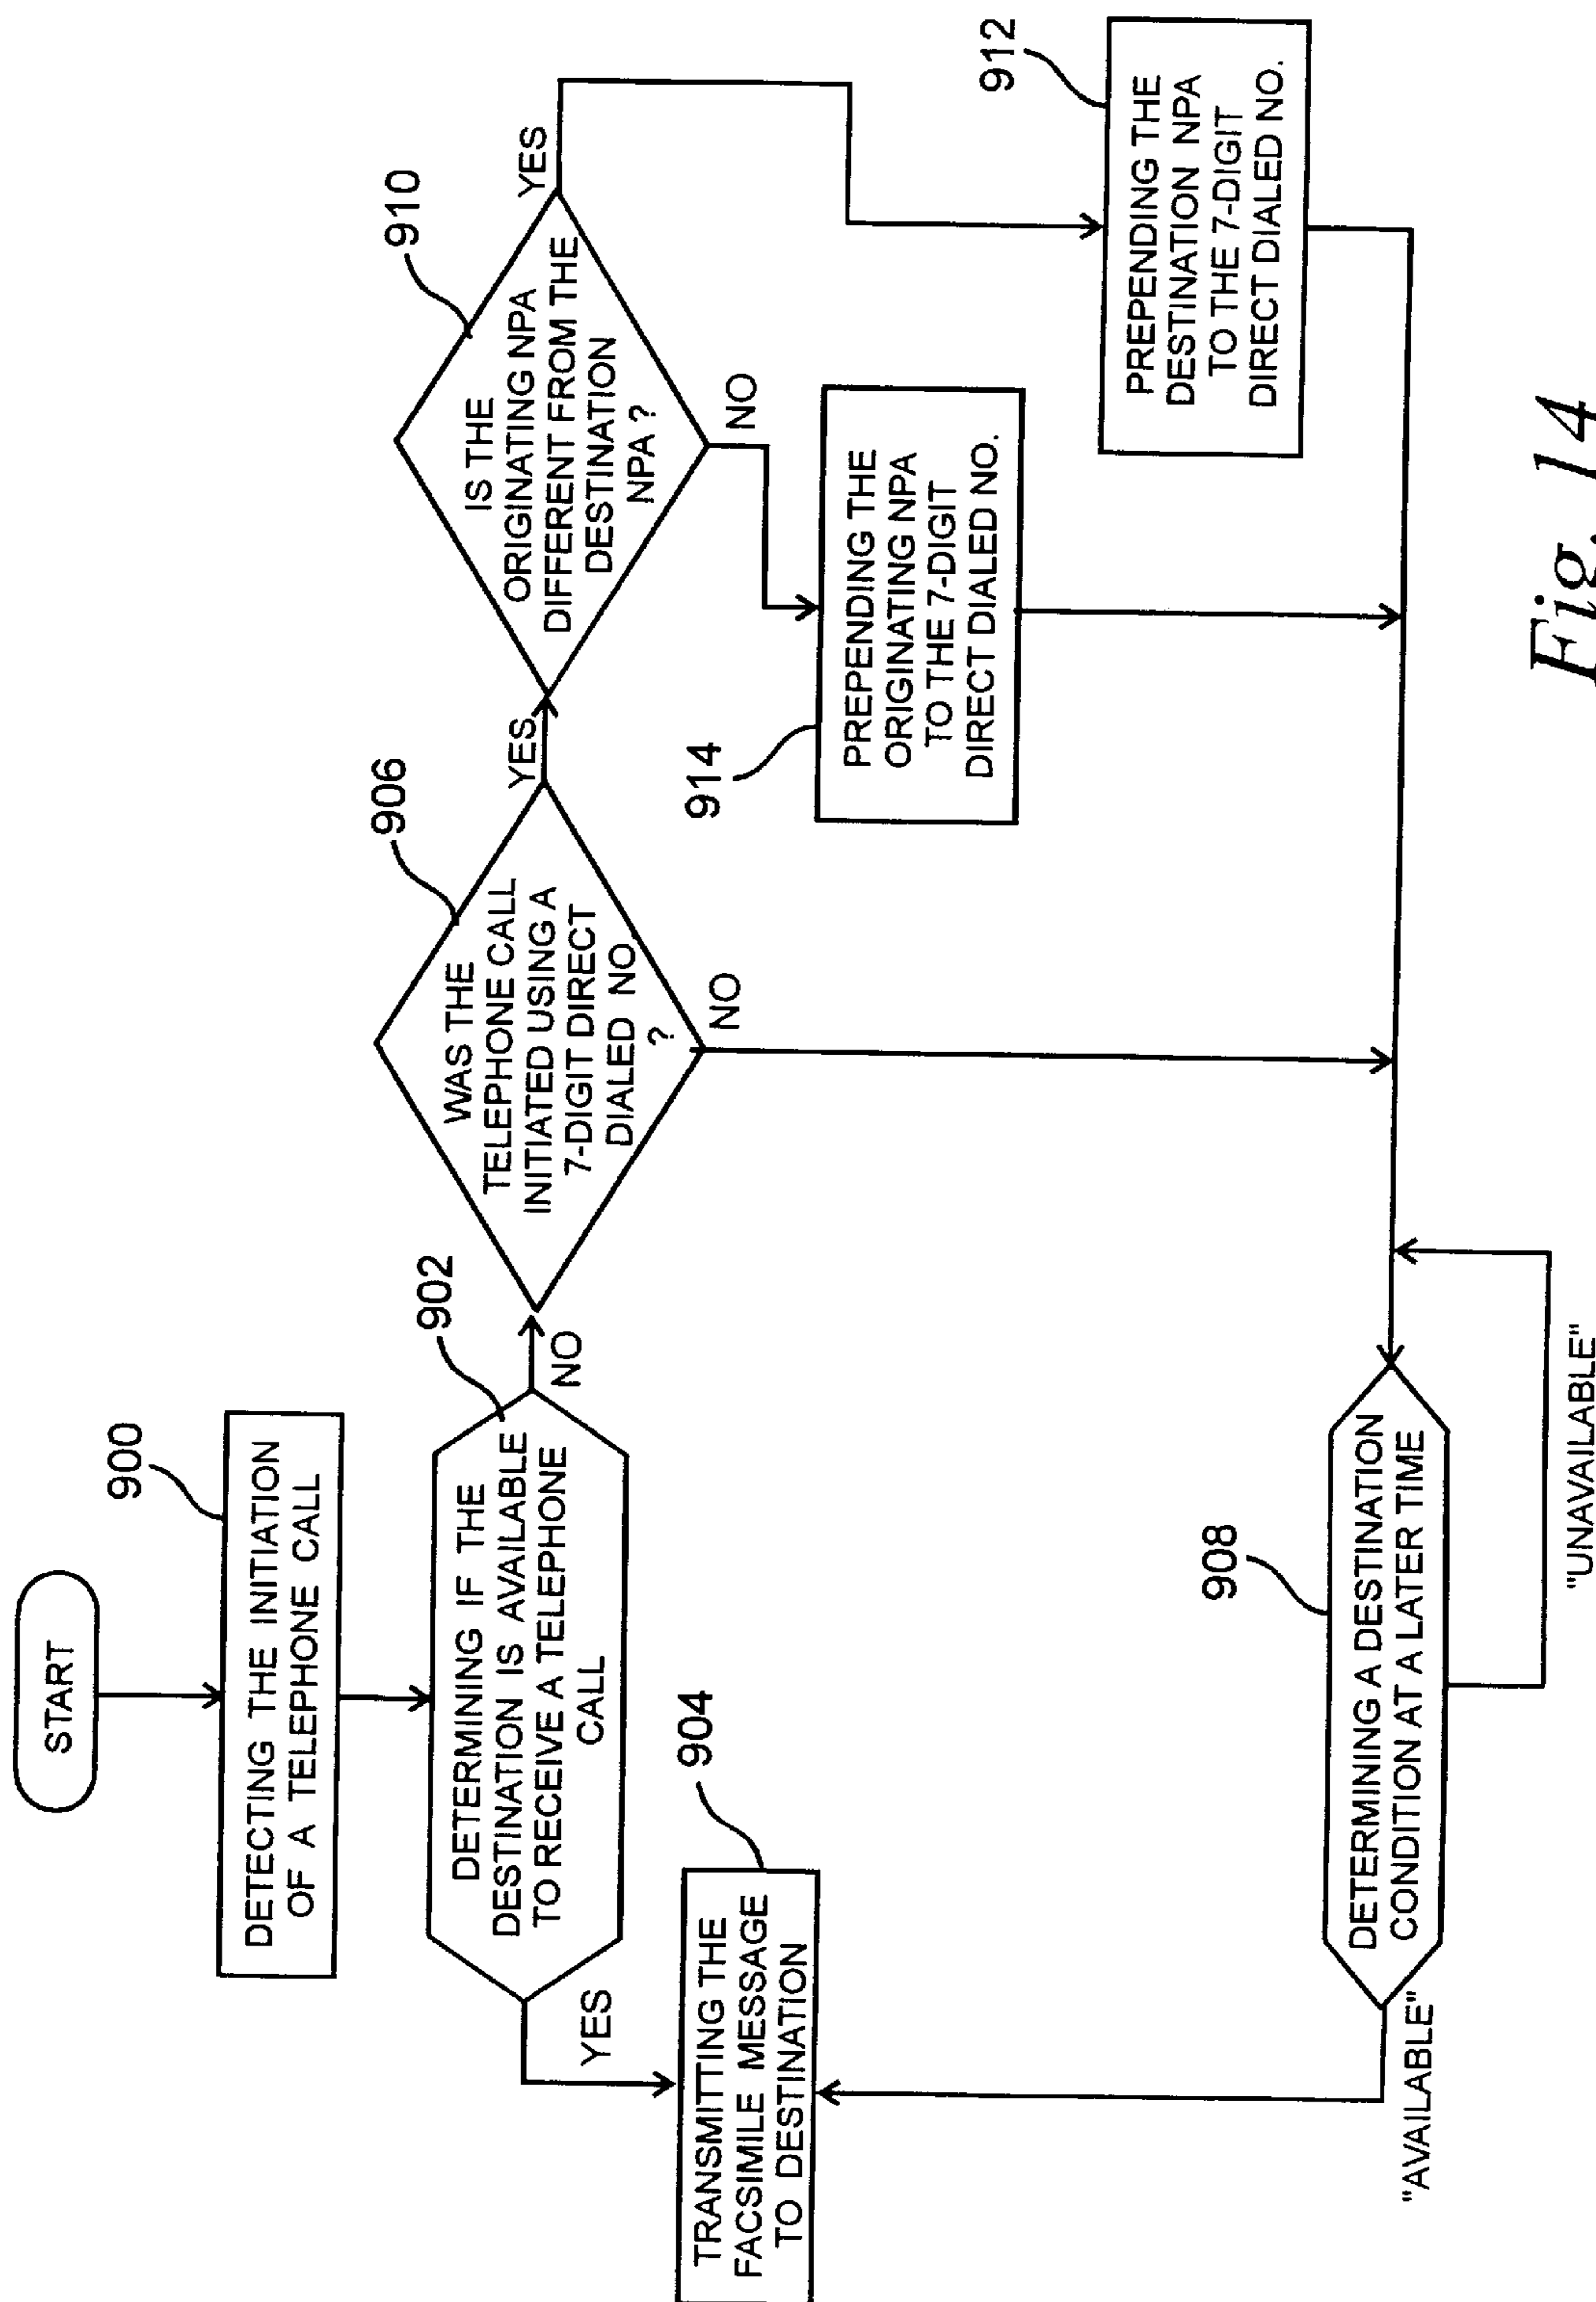 START
900
DETECTING THE INITIATION
OF A TELEPHONE CALL
902
DETERMINING IF THE
DESTINATION IS AVAILABLE
TO RECEIVE A TELEPHONE
CALL
YES
NO
904
TRANSMITTING THE
FACSIMILE MESSAGE
TO DESTINATION
906
WAS THE
TELEPHONE CALL
INITIATED USING A
7-DIGIT DIRECT
DIALED NO.
?
YES
NO
910
IS THE
ORIGINATING NPA
DIFFERENT FROM THE
DESTINATION
NPA ?
YES
NO
914
PREPENDING THE
ORIGINATING NPA
TO THE 7-DIGIT
DIRECT DIALED NO.
912
PREPENDING THE
DESTINATION NPA
TO THE 7-DIGIT
DIRECT DIALED NO.
908
DETERMINING A DESTINATION
CONDITION AT A LATER TIME
"AVAILABLE"
"UNAVAILABLE"
Fig. 14